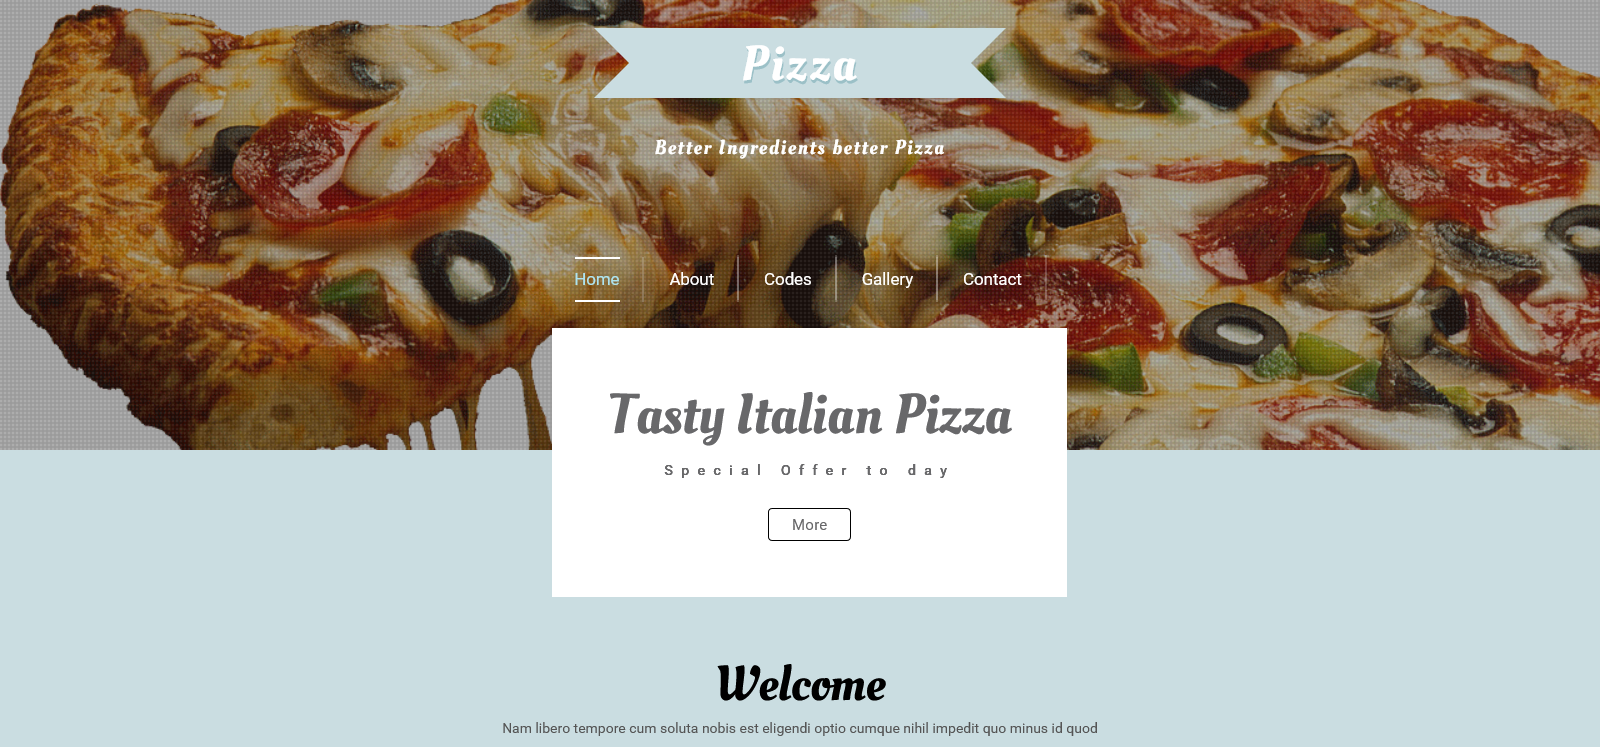 Pizza
Better Ingredients better Pizza
Home About Codes Gallery Contact
Tasty Italian Pizza
Special Offer to day
More
Welcome
Nam libero tempore cum soluta nobis est eligendi optio cumque nihil impedit quo minus id quod